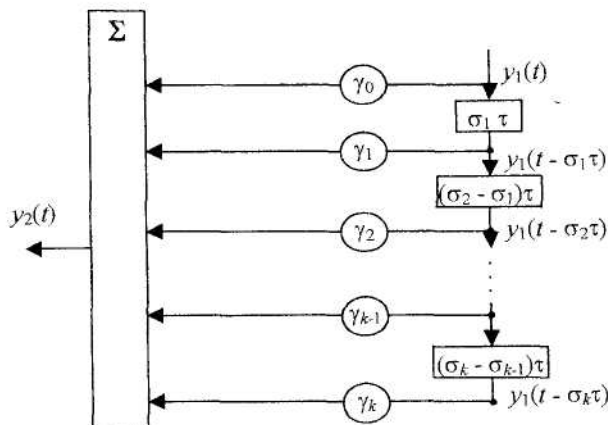 Σ
y₁(t)
γ₀
σ₁ τ
γ₁
y₁(t - σ₁τ)
(σ₂ - σ₁)τ
y₂(t)
γ₂
y₁(t - σ₂τ)
γₖ₋₁
(σₖ - σₖ₋₁)τ
γₖ
y₁(t - σₖτ)